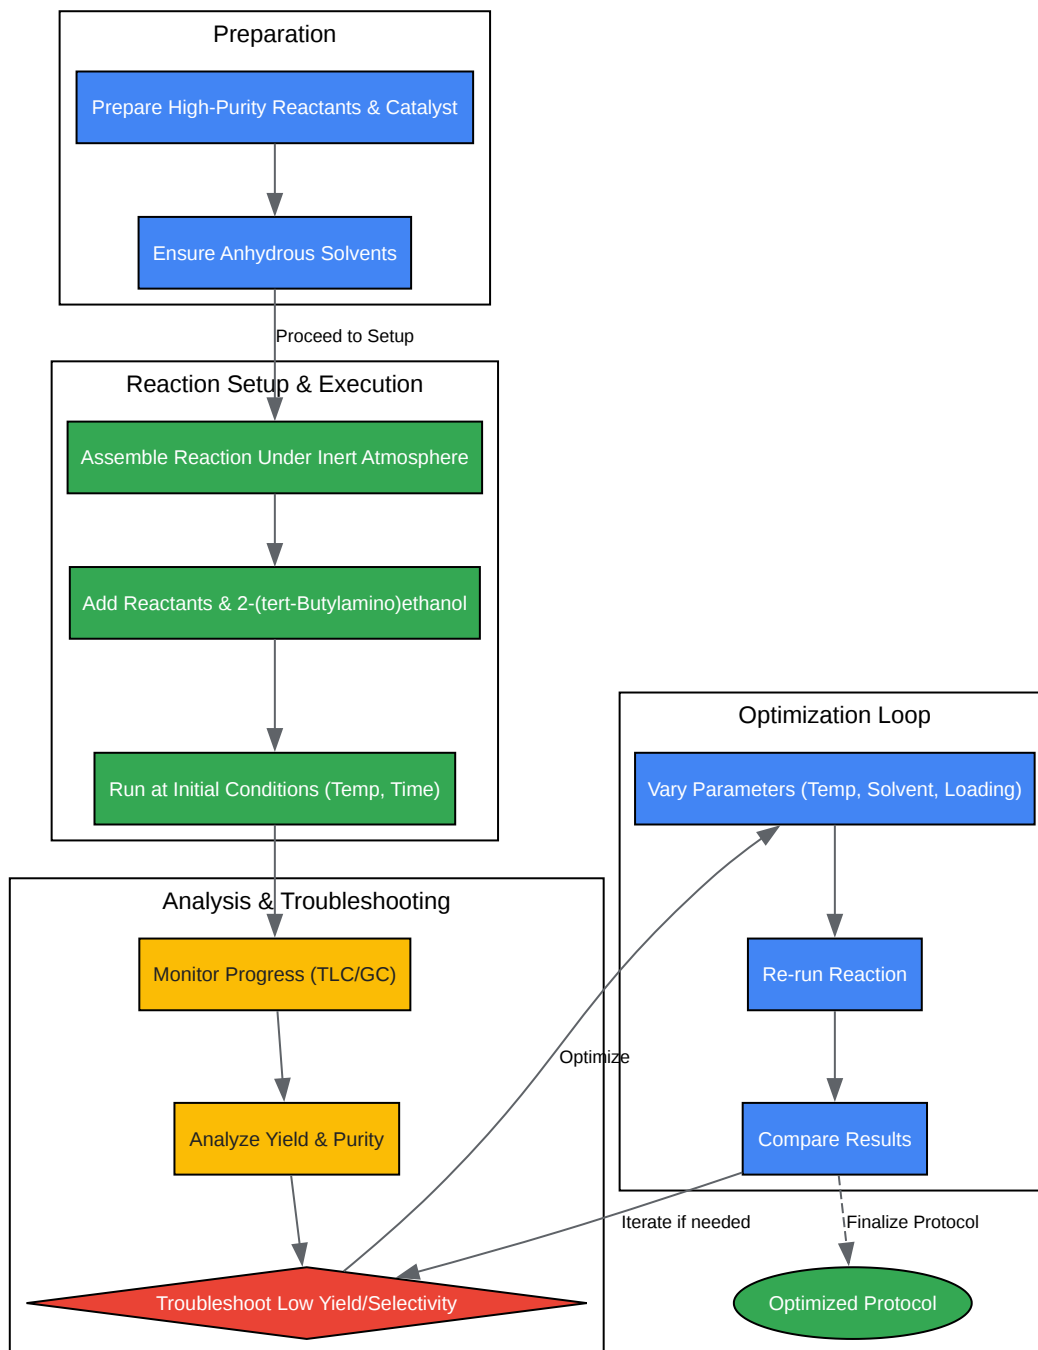 Preparation
Prepare High-Purity Reactants & Catalyst
Ensure Anhydrous Solvents
Proceed to Setup
Reaction Setup & Execution
Assemble Reaction Under Inert Atmosphere
Add Reactants & 2-(tert-Butylamino)ethanol
Run at Initial Conditions (Temp, Time)
Analysis & Troubleshooting
Monitor Progress (TLC/GC)
Analyze Yield & Purity
Troubleshoot Low Yield/Selectivity
Optimize
Optimization Loop
Vary Parameters (Temp, Solvent, Loading)
Re-run Reaction
Compare Results
Iterate if needed
Finalize Protocol
Optimized Protocol